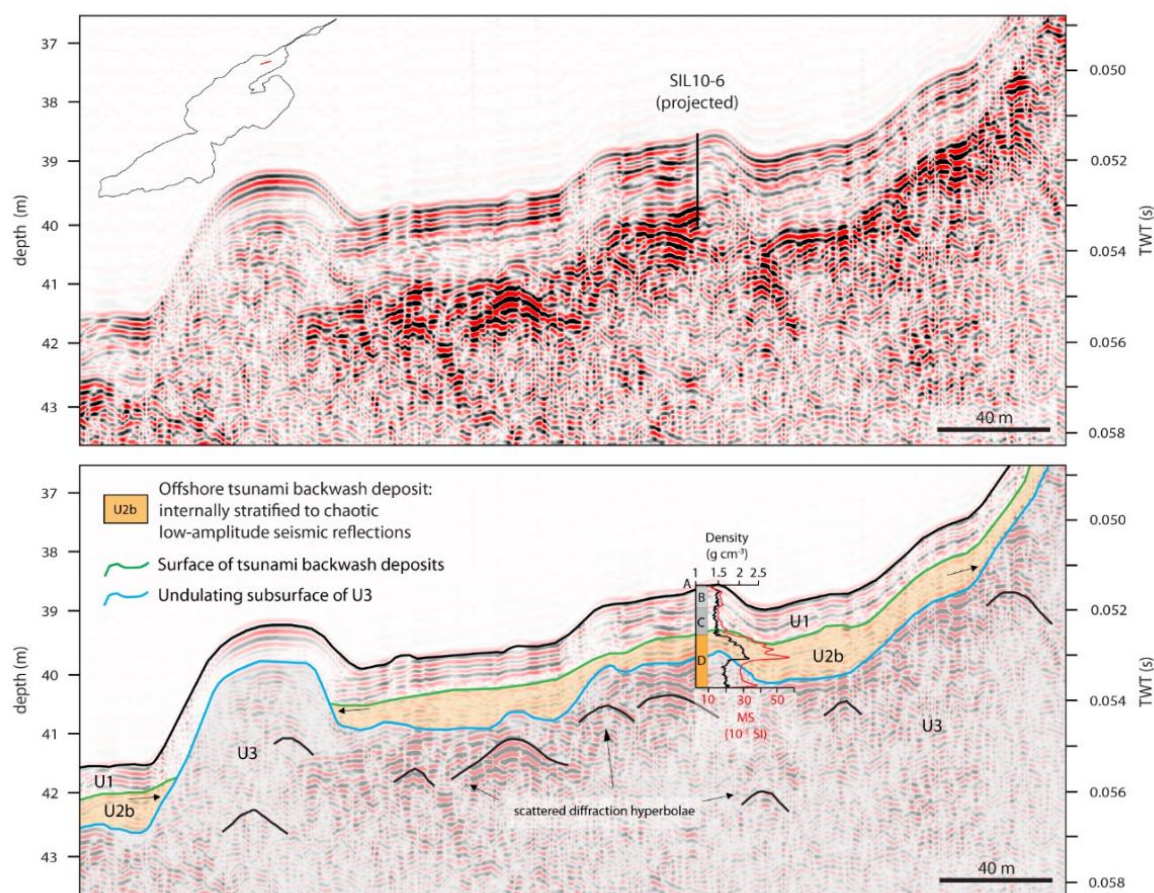 37
38
39
40
41
42
43
depth (m)
SIL10-6
(projected)
0.050
0.052
0.054
0.056
0.058
TWT (s)
40 m
37
38
39
40
41
42
43
depth (m)
U2b
Offshore tsunami backwash deposit:
internally stratified to chaotic
low-amplitude seismic reflections
Surface of tsunami backwash deposits
Undulating subsurface of U3
Density
(g cm⁻³)
1 1.5 2 2.5
A
B
C
D
10 30 50
MS
(10⁻⁵ SI)
U1
U2b
U3
U3
U1
U2b
scattered diffraction hyperbolae
0.050
0.052
0.054
0.056
0.058
TWT (s)
40 m